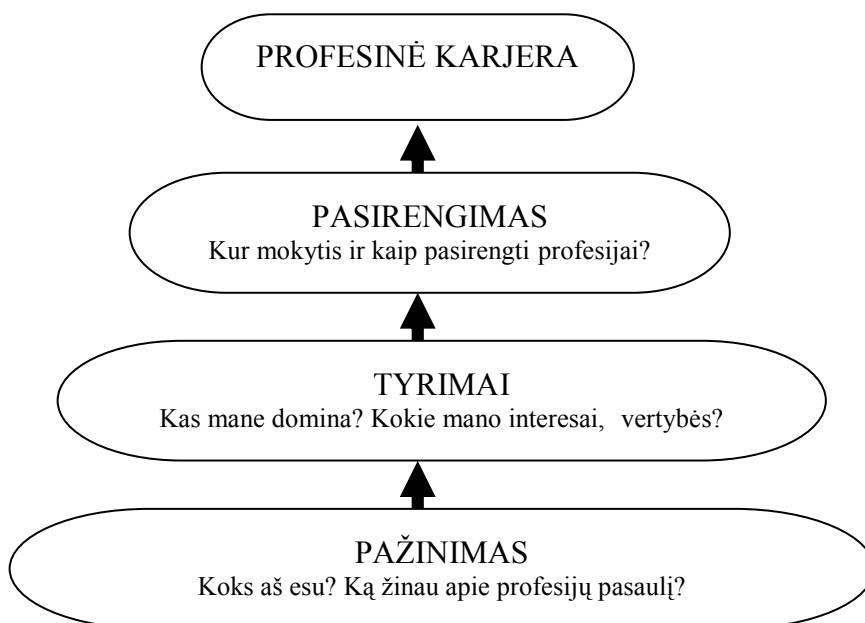 PROFESINĖ KARJERA
PASIRENGIMAS
Kur mokytis ir kaip pasirengti profesijai?
TYRIMAI
Kas mane domina? Kokie mano interesai, vertybės?
PAŽINIMAS
Koks aš esu? Ką žinau apie profesijų pasaulį?